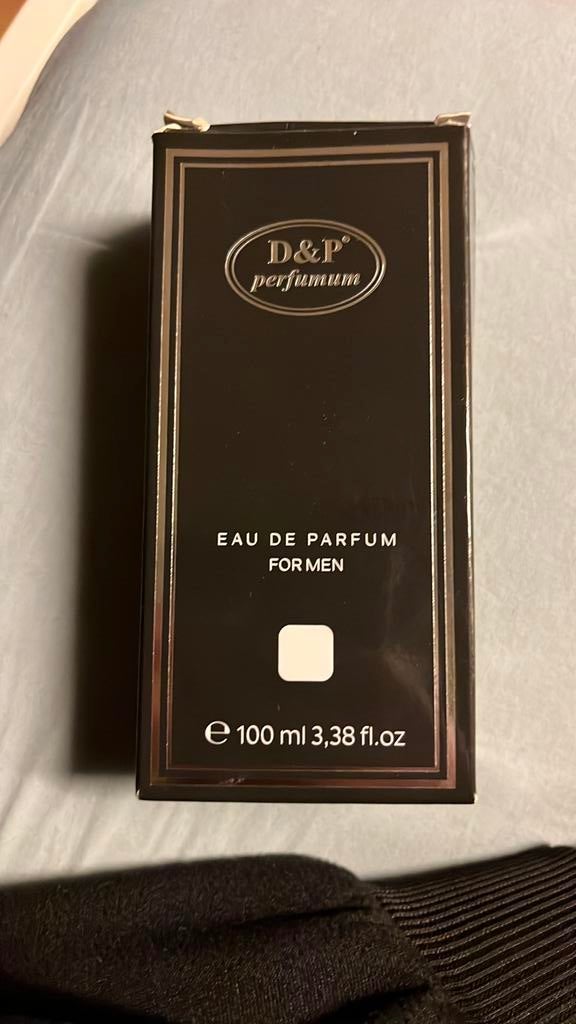 D&P®
perfumum
EAU DE PARFUM
FOR MEN
℮ 100 ml 3,38 fl.oz